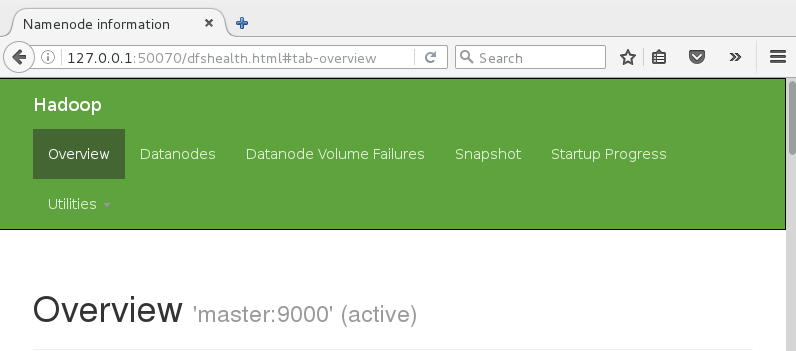 Namenode information
127.0.0.1:50070/dfshealth.html#tab-overview
Search
Hadoop
Overview Datanodes Datanode Volume Failures Snapshot Startup Progress
Utilities
Overview 'master:9000' (active)